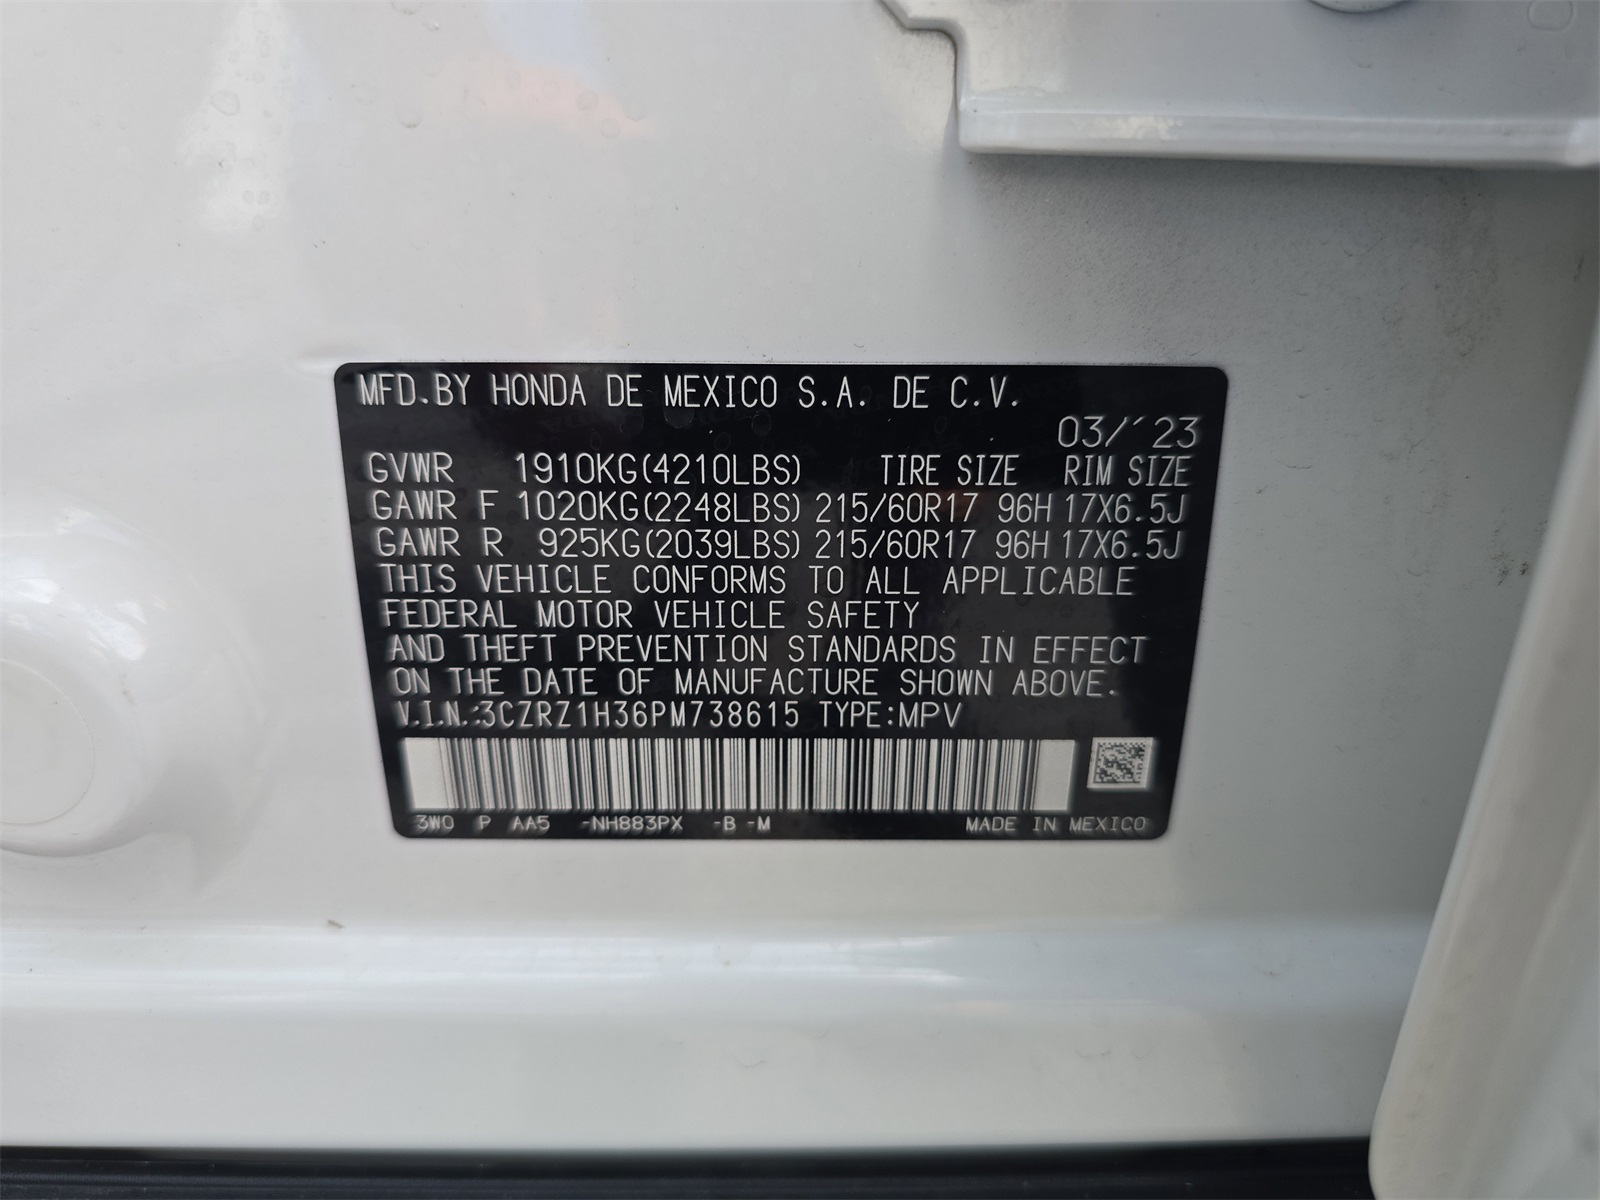 MFD.BY HONDA DE MEXICO S.A. DE C.V.
03/´23
GVWR 1910KG(4210LBS) TIRE SIZE RIM SIZE
GAWR F 1020KG(2248LBS) 215/60R17 96H 17X6.5J
GAWR R 925KG(2039LBS) 215/60R17 96H 17X6.5J
THIS VEHICLE CONFORMS TO ALL APPLICABLE
FEDERAL MOTOR VEHICLE SAFETY
AND THEFT PREVENTION STANDARDS IN EFFECT
ON THE DATE OF MANUFACTURE SHOWN ABOVE.
V.I.N.:3CZRZ1H36PM738615 TYPE:MPV
3W0 P AA5 -NH883PX -B -M MADE IN MEXICO